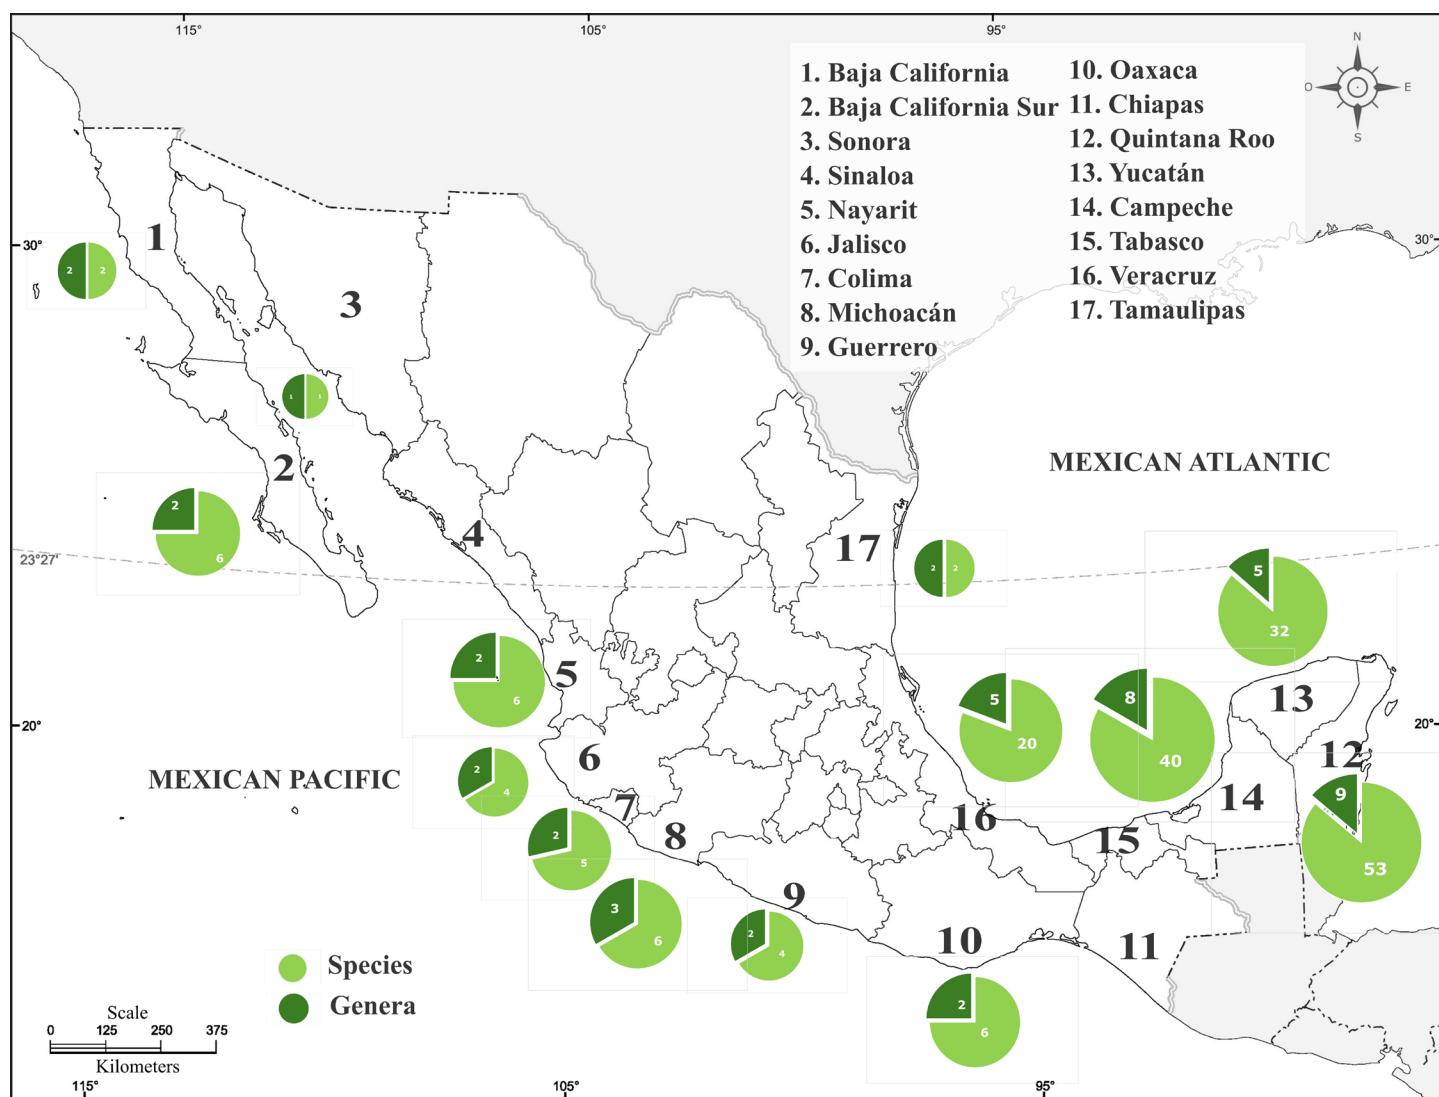 115°
105°
95°
N
O
E
S
1. Baja California
2. Baja California Sur
3. Sonora
4. Sinaloa
5. Nayarit
6. Jalisco
7. Colima
8. Michoacán
9. Guerrero
10. Oaxaca
11. Chiapas
12. Quintana Roo
13. Yucatán
14. Campeche
15. Tabasco
16. Veracruz
17. Tamaulipas
30°
1
30°
2 2
3
1 1
2
MEXICAN ATLANTIC
2
6
4
17
23°27'
2 2
5
32
2
6
5
5
20
8
40
13
20°
20°
6
12
MEXICAN PACIFIC
2
4
7
14
9
53
16
15
8
2
5
9
3
6
2
4
10
11
2
6
Species
Genera
Scale
0 125 250 375
Kilometers
115°
105°
95°